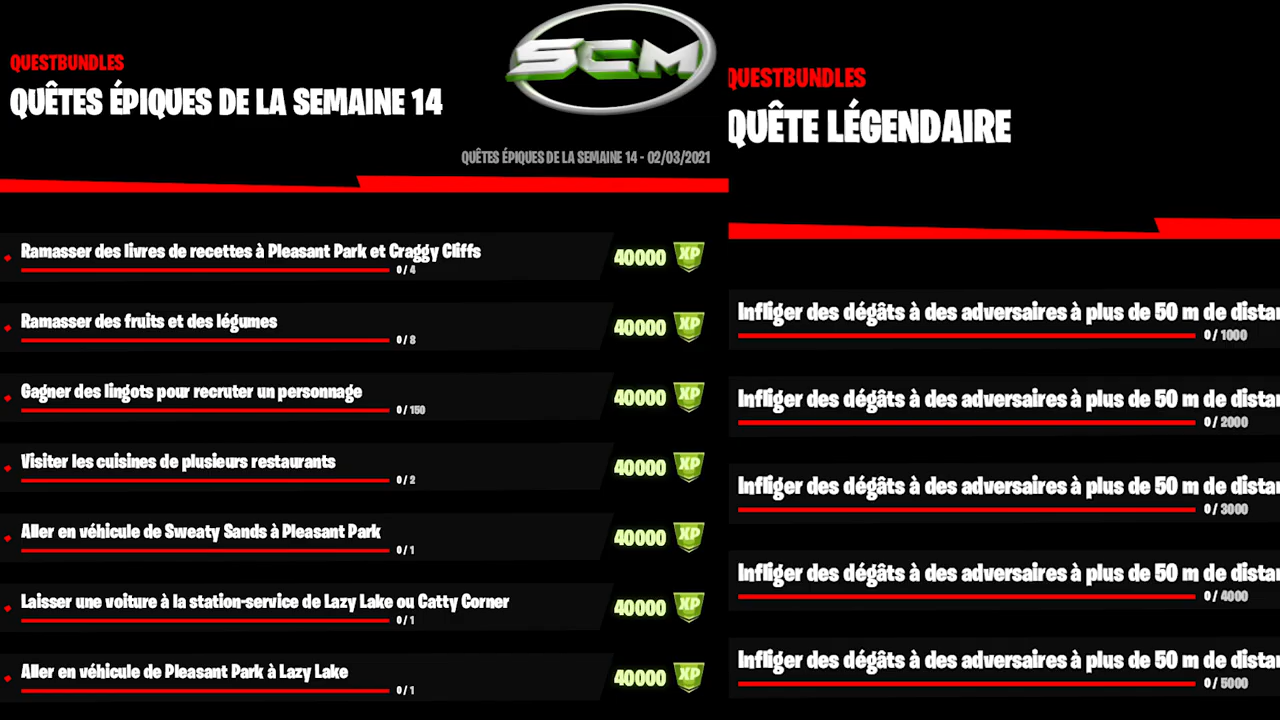 SCM
QUESTBUNDLES
QUÊTES ÉPIQUES DE LA SEMAINE 14
QUÊTES ÉPIQUES DE LA SEMAINE 14 - 02/03/2021
Ramasser des livres de recettes à Pleasant Park et Craggy Cliffs
0 / 4
40000 XP
Ramasser des fruits et des légumes
0 / 8
40000 XP
Gagner des lingots pour recruter un personnage
0 / 150
40000 XP
Visiter les cuisines de plusieurs restaurants
0 / 2
40000 XP
Aller en véhicule de Sweaty Sands à Pleasant Park
0 / 1
40000 XP
Laisser une voiture à la station-service de Lazy Lake ou Catty Corner
0 / 1
40000 XP
Aller en véhicule de Pleasant Park à Lazy Lake
0 / 1
40000 XP
QUESTBUNDLES
QUÊTE LÉGENDAIRE
Infliger des dégâts à des adversaires à plus de 50 m de distan
0 / 1000
Infliger des dégâts à des adversaires à plus de 50 m de distan
0 / 2000
Infliger des dégâts à des adversaires à plus de 50 m de distan
0 / 3000
Infliger des dégâts à des adversaires à plus de 50 m de distan
0 / 4000
Infliger des dégâts à des adversaires à plus de 50 m de distan
0 / 5000